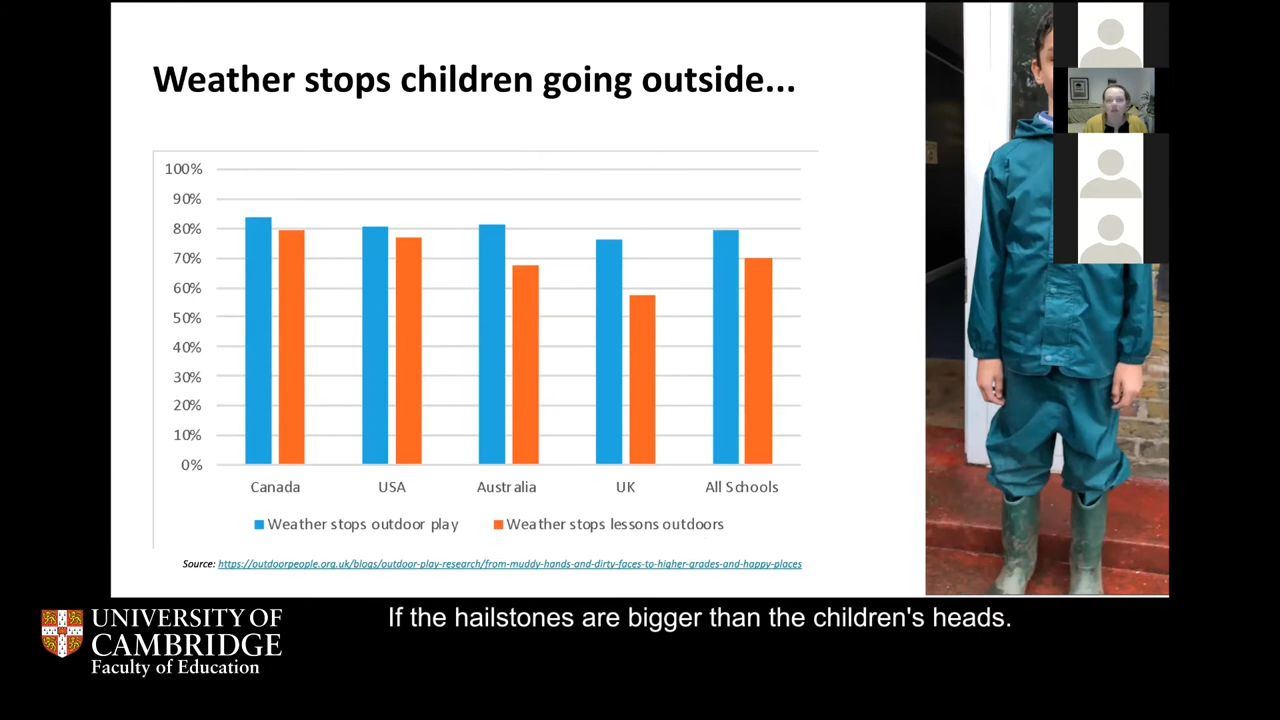 Weather stops children going outside...
100%
90%
80%
70%
60%
50%
40%
30%
20%
10%
0%
Canada USA Australia UK All Schools
Weather stops outdoor play Weather stops lessons outdoors
Source: https://outdoorpeople.org.uk/blogs/outdoor-play-research/from-muddy-hands-and-dirty-faces-to-higher-grades-and-happy-places
If the hailstones are bigger than the children's heads.
UNIVERSITY OF
CAMBRIDGE
Faculty of Education